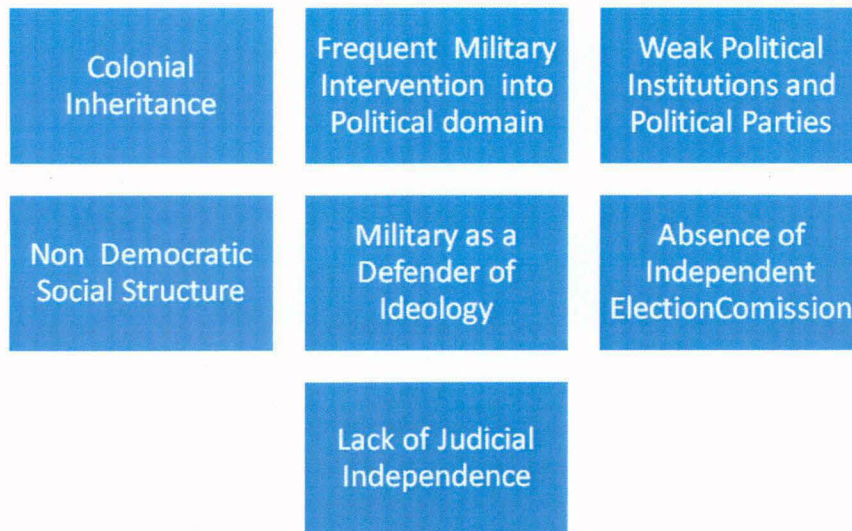 Colonial
Inheritance
Frequent Military
Intervention into
Political domain
Weak Political
Institutions and
Political Parties
Non Democratic
Social Structure
Military as a
Defender of
Ideology
Absence of
Independent
ElectionComission
Lack of Judicial
Independence